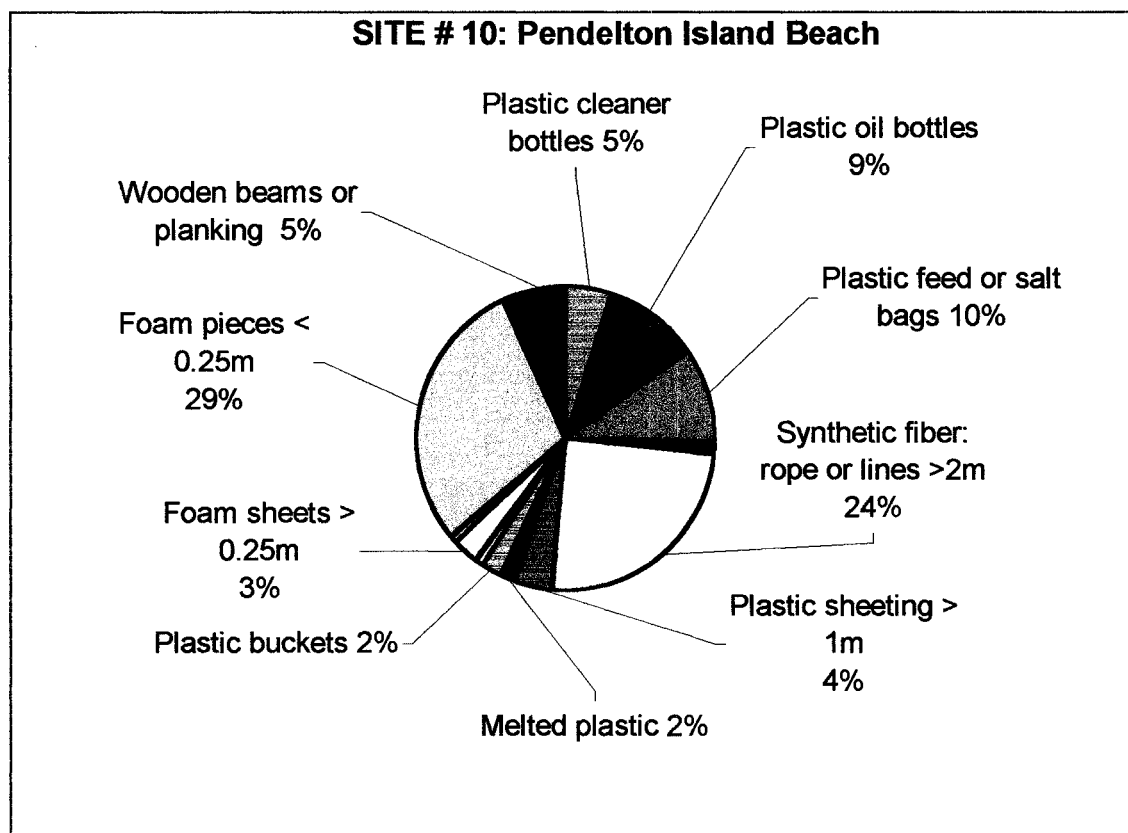 SITE # 10: Pendelton Island Beach
Plastic cleaner
bottles 5%
Plastic oil bottles
9%
Wooden beams or
planking 5%
Plastic feed or salt
bags 10%
Foam pieces <
0.25m
29%
Synthetic fiber:
rope or lines >2m
24%
Foam sheets >
0.25m
3%
Plastic sheeting >
1m
4%
Plastic buckets 2%
Melted plastic 2%